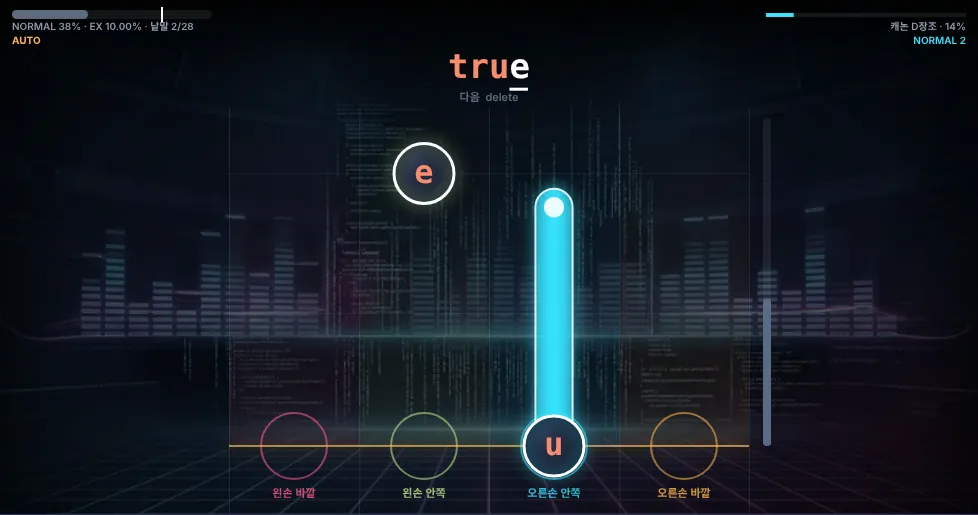 NORMAL 38% · EX 10.00% · 낱말 2/28
AUTO
캐논 D장조 · 14%
NORMAL 2
true
다음 delete
e
u
왼손 바깥
왼손 안쪽
오른손 안쪽
오른손 바깥